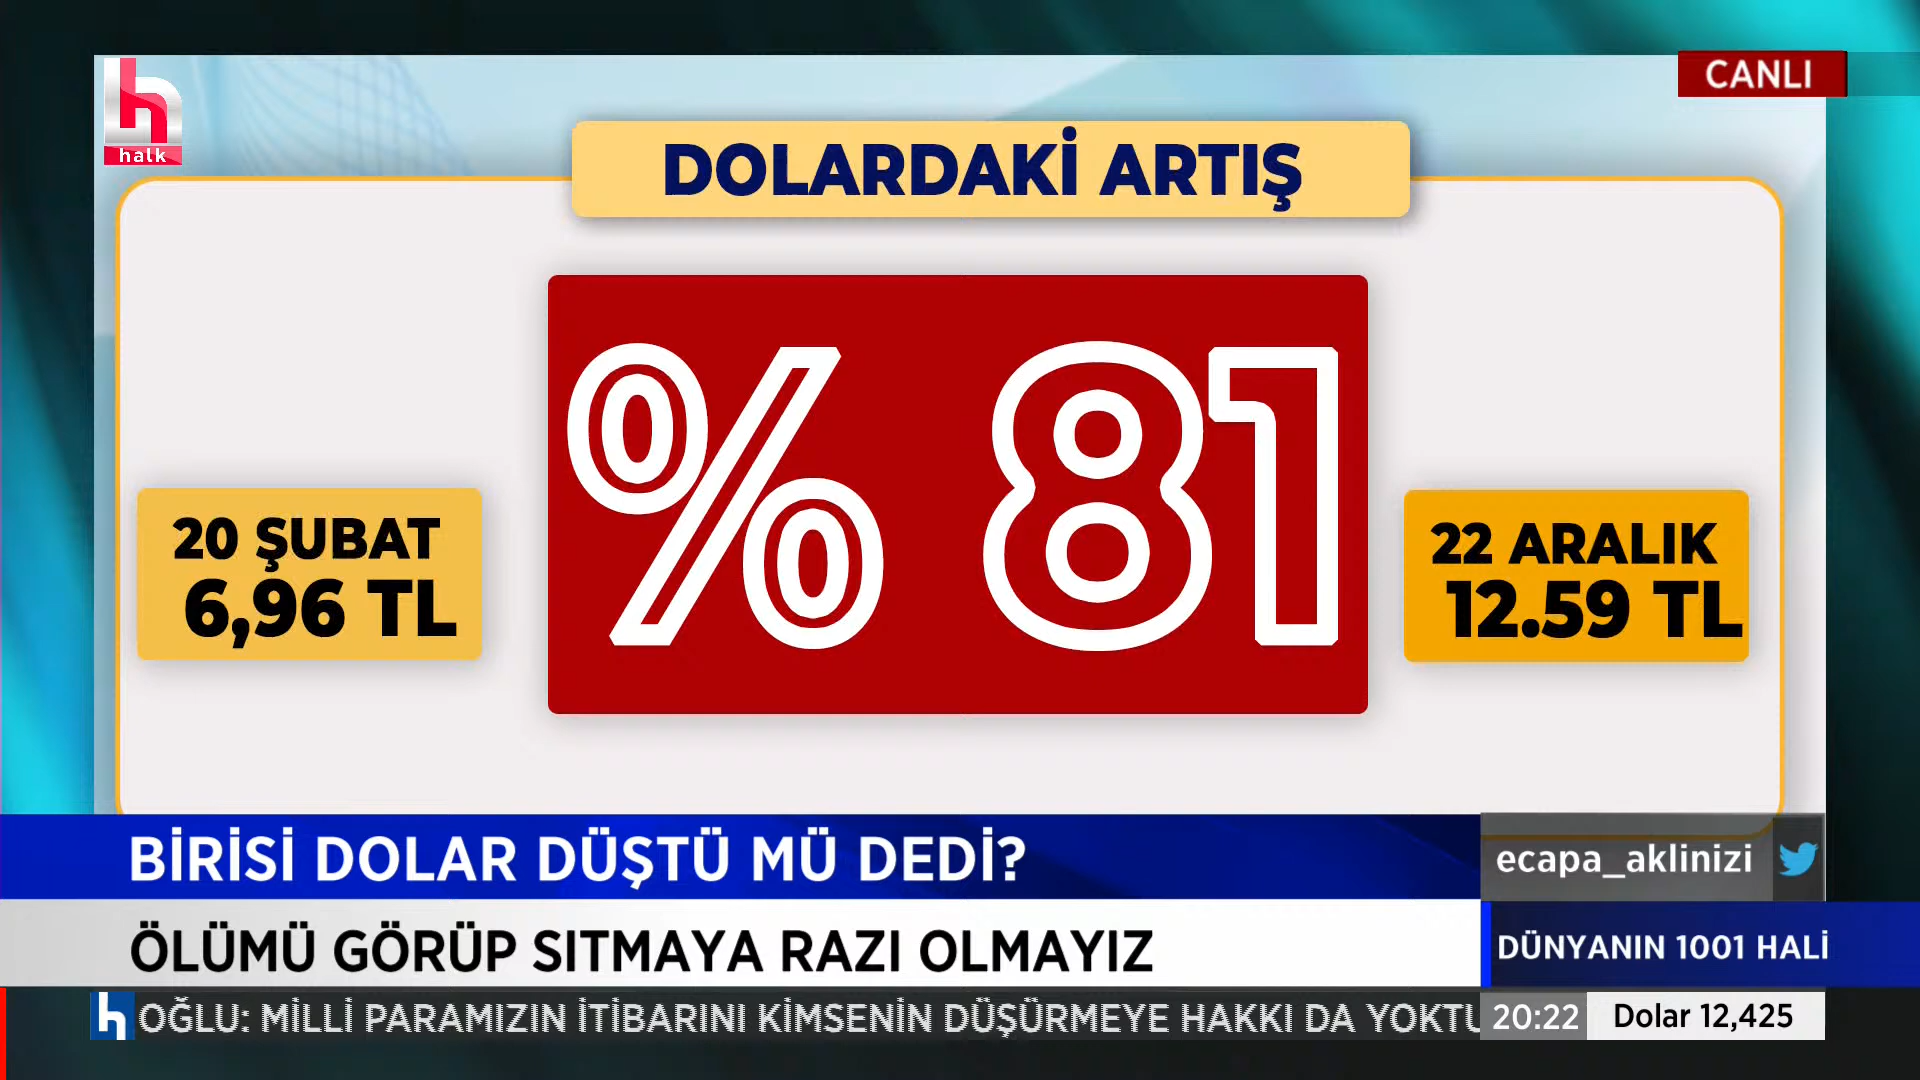 halk
CANLI
DOLARDAKİ ARTIŞ
% 81
20 ŞUBAT
6,96 TL
22 ARALIK
12.59 TL
BİRİSİ DOLAR DÜŞTÜ MÜ DEDİ?
ecapa_aklinizi
ÖLÜMÜ GÖRÜP SITMAYA RAZI OLMAYIZ
DÜNYANIN 1001 HALİ
OĞLU: MİLLİ PARAMIZIN İTİBARINI KİMSENİN DÜŞÜRMEYE HAKKI DA YOKTU
20:22
Dolar 12,425